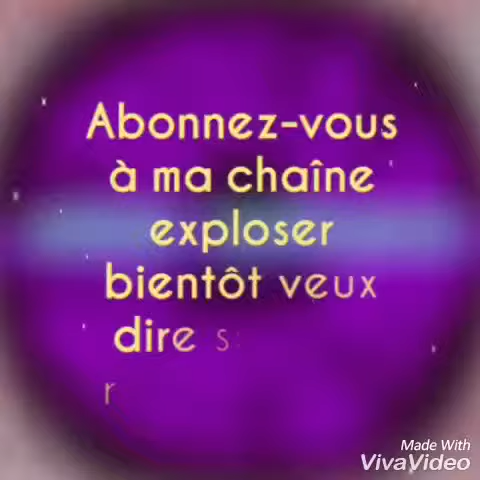 Abonnez-vous
à ma chaîne
exploser
bientôt veux
dire
Made With
VivaVideo